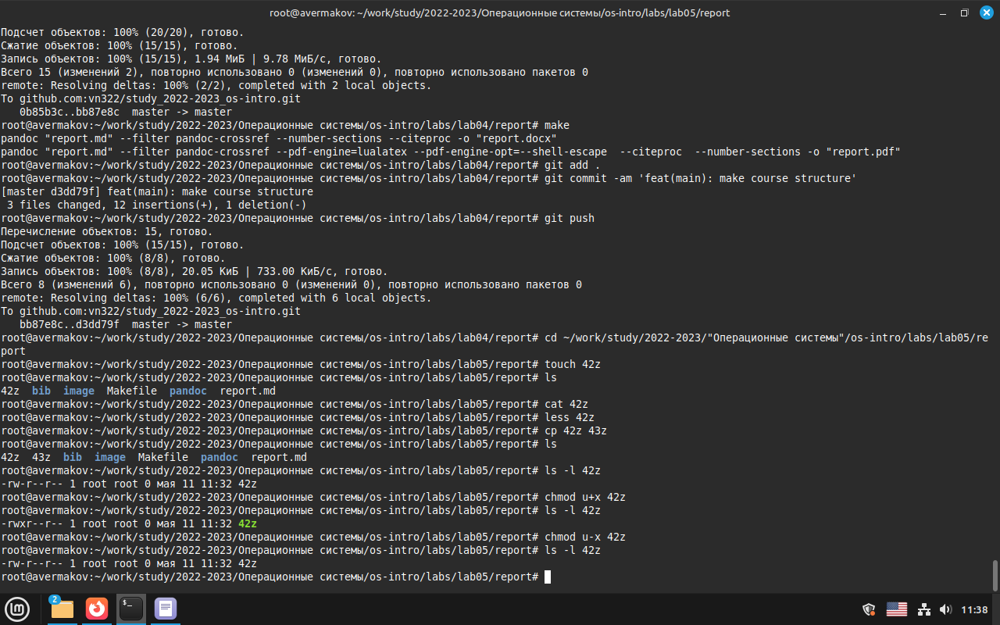 root@avermakov: ~/work/study/2022-2023/Операционные системы/os-intro/labs/lab05/report
Подсчет объектов: 100% (20/20), готово.
Сжатие объектов: 100% (15/15), готово.
Запись объектов: 100% (15/15), 1.94 МиБ | 9.78 МиБ/с, готово.
Всего 15 (изменений 2), повторно использовано 0 (изменений 0), повторно использовано пакетов 0
remote: Resolving deltas: 100% (2/2), completed with 2 local objects.
To github.com:vn322/study_2022-2023_os-intro.git
   0b85b3c..bb87e8c  master -> master
root@avermakov:~/work/study/2022-2023/Операционные системы/os-intro/labs/lab04/report# make
pandoc "report.md" --filter pandoc-crossref --number-sections --citeproc -o "report.docx"
pandoc "report.md" --filter pandoc-crossref --pdf-engine=lualatex --pdf-engine-opt=--shell-escape  --citeproc  --number-sections -o "report.pdf"
root@avermakov:~/work/study/2022-2023/Операционные системы/os-intro/labs/lab04/report# git add .
root@avermakov:~/work/study/2022-2023/Операционные системы/os-intro/labs/lab04/report# git commit -am 'feat(main): make course structure'
[master d3dd79f] feat(main): make course structure
 3 files changed, 12 insertions(+), 1 deletion(-)
root@avermakov:~/work/study/2022-2023/Операционные системы/os-intro/labs/lab04/report# git push
Перечисление объектов: 15, готово.
Подсчет объектов: 100% (15/15), готово.
Сжатие объектов: 100% (8/8), готово.
Запись объектов: 100% (8/8), 20.05 КиБ | 733.00 КиБ/с, готово.
Всего 8 (изменений 6), повторно использовано 0 (изменений 0), повторно использовано пакетов 0
remote: Resolving deltas: 100% (6/6), completed with 6 local objects.
To github.com:vn322/study_2022-2023_os-intro.git
   bb87e8c..d3dd79f  master -> master
root@avermakov:~/work/study/2022-2023/Операционные системы/os-intro/labs/lab04/report# cd ~/work/study/2022-2023/"Операционные системы"/os-intro/labs/lab05/re
port
root@avermakov:~/work/study/2022-2023/Операционные системы/os-intro/labs/lab05/report# touch 42z
root@avermakov:~/work/study/2022-2023/Операционные системы/os-intro/labs/lab05/report# ls
42z  bib  image  Makefile  pandoc  report.md
root@avermakov:~/work/study/2022-2023/Операционные системы/os-intro/labs/lab05/report# cat 42z
root@avermakov:~/work/study/2022-2023/Операционные системы/os-intro/labs/lab05/report# less 42z
root@avermakov:~/work/study/2022-2023/Операционные системы/os-intro/labs/lab05/report# cp 42z 43z
root@avermakov:~/work/study/2022-2023/Операционные системы/os-intro/labs/lab05/report# ls
42z  43z  bib  image  Makefile  pandoc  report.md
root@avermakov:~/work/study/2022-2023/Операционные системы/os-intro/labs/lab05/report# ls -l 42z
-rw-r--r-- 1 root root 0 мая 11 11:32 42z
root@avermakov:~/work/study/2022-2023/Операционные системы/os-intro/labs/lab05/report# chmod u+x 42z
root@avermakov:~/work/study/2022-2023/Операционные системы/os-intro/labs/lab05/report# ls -l 42z
-rwxr--r-- 1 root root 0 мая 11 11:32 42z
root@avermakov:~/work/study/2022-2023/Операционные системы/os-intro/labs/lab05/report# chmod u-x 42z
root@avermakov:~/work/study/2022-2023/Операционные системы/os-intro/labs/lab05/report# ls -l 42z
-rw-r--r-- 1 root root 0 мая 11 11:32 42z
root@avermakov:~/work/study/2022-2023/Операционные системы/os-intro/labs/lab05/report#
2
$_
11:38